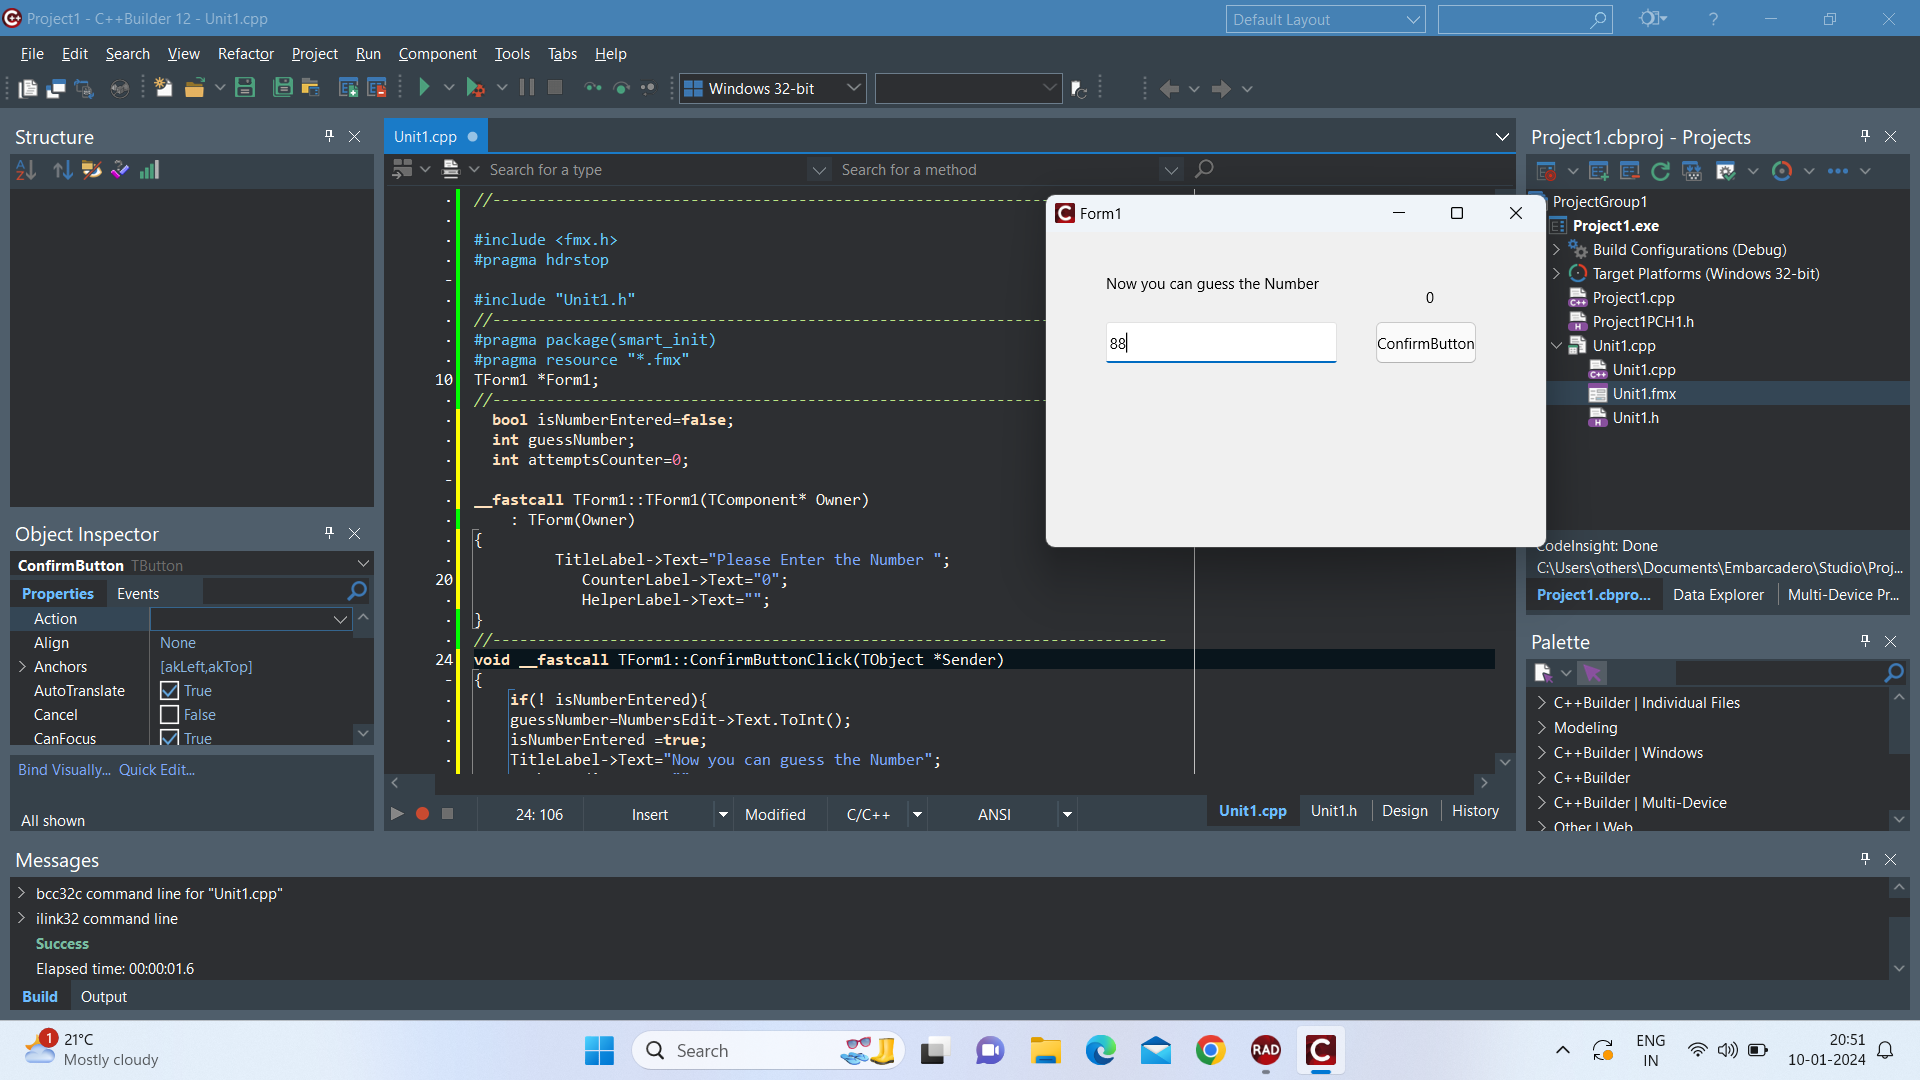 Project1 - C++Builder 12 - Unit1.cpp
Default Layout
?
File Edit Search View Refactor Project Run Component Tools Tabs Help
Windows 32-bit
Structure
Object Inspector
ConfirmButton TButton
Properties Events
Action
Align None
Anchors [akLeft,akTop]
AutoTranslate True
Cancel False
CanFocus True
Bind Visually... Quick Edit...
All shown
Unit1.cpp
Search for a type
Search for a method
//------------------------------------------------------------
#include <fmx.h>
#pragma hdrstop
#include "Unit1.h"
//------------------------------------------------------------
#pragma package(smart_init)
#pragma resource "*.fmx"
10 TForm1 *Form1;
//------------------------------------------------------------
bool isNumberEntered=false;
int guessNumber;
int attemptsCounter=0;
__fastcall TForm1::TForm1(TComponent* Owner)
: TForm(Owner)
{
TitleLabel->Text="Please Enter the Number ";
20 CounterLabel->Text="0";
HelperLabel->Text="";
}
//---------------------------------------------------------------------------
24 void __fastcall TForm1::ConfirmButtonClick(TObject *Sender)
{
if(! isNumberEntered){
guessNumber=NumbersEdit->Text.ToInt();
isNumberEntered =true;
TitleLabel->Text="Now you can guess the Number";
24: 106 Insert Modified C/C++ ANSI
Unit1.cpp Unit1.h Design History
Form1
Now you can guess the Number
0
88
ConfirmButton
Project1.cbproj - Projects
ProjectGroup1
Project1.exe
Build Configurations (Debug)
Target Platforms (Windows 32-bit)
Project1.cpp
Project1PCH1.h
Unit1.cpp
Unit1.cpp
Unit1.fmx
Unit1.h
CodeInsight: Done
C:\Users\others\Documents\Embarcadero\Studio\Proj...
Project1.cbpro... Data Explorer Multi-Device Pr...
Palette
C++Builder | Individual Files
Modeling
C++Builder | Windows
C++Builder
C++Builder | Multi-Device
Other | Web
Messages
bcc32c command line for "Unit1.cpp"
ilink32 command line
Success
Elapsed time: 00:00:01.6
Build Output
1
21°C
Mostly cloudy
Search
RAD
ENG
IN
20:51
10-01-2024